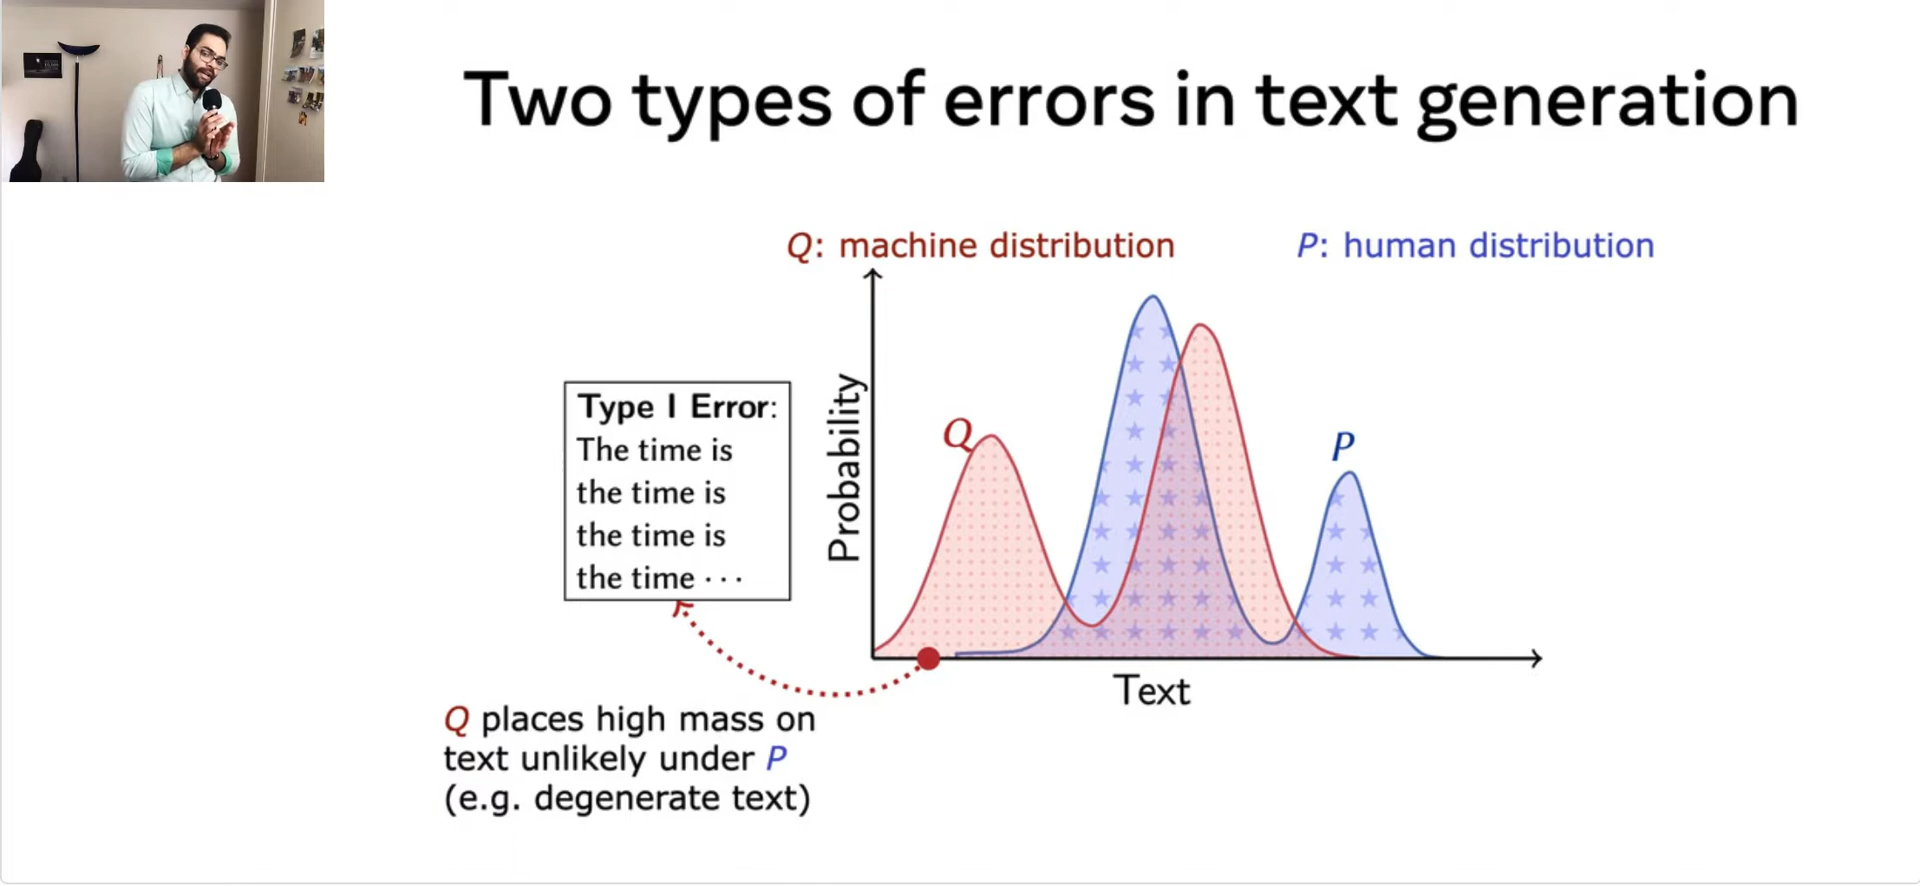 Two types of errors in text generation
Q: machine distribution
P: human distribution
Type I Error:
The time is
the time is
the time is
the time ···
Probability
Q
P
Text
Q places high mass on
text unlikely under P
(e.g. degenerate text)